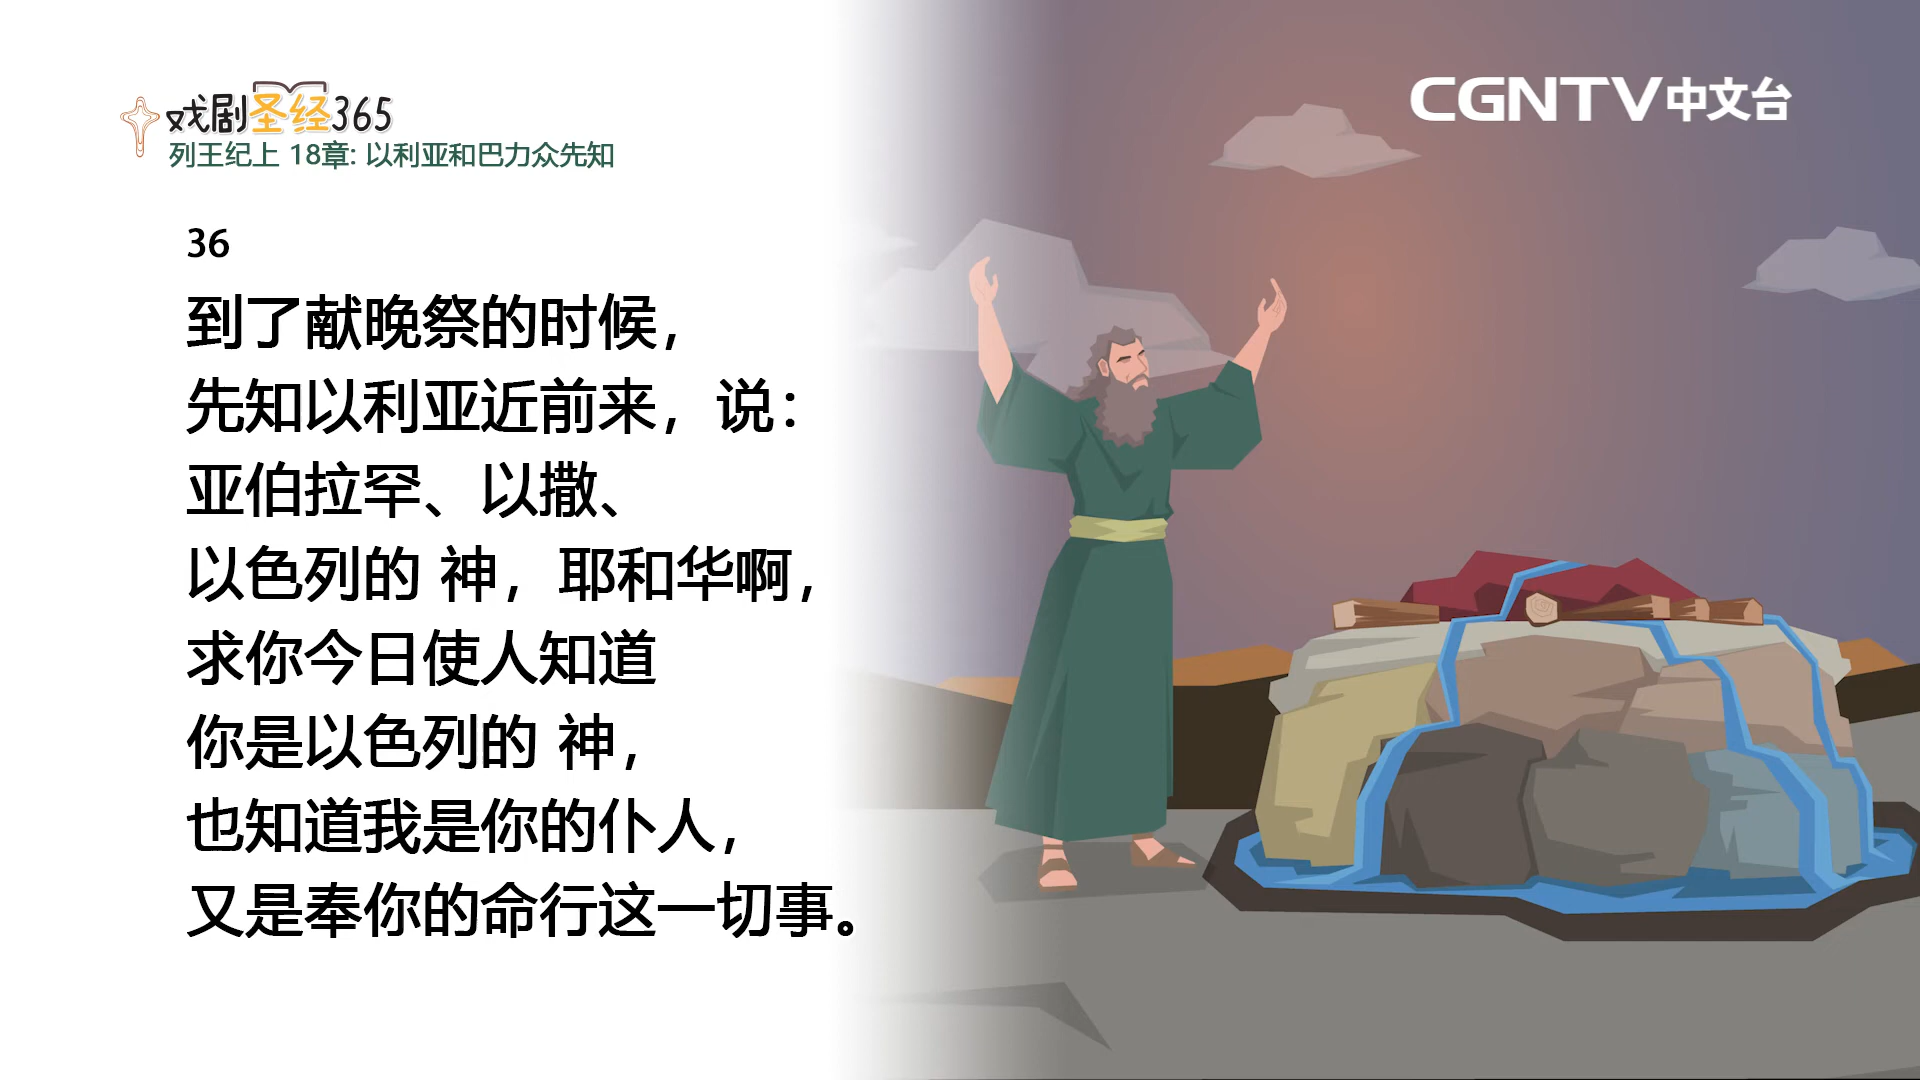 戏剧圣经365
列王纪上 18章: 以利亚和巴力众先知
CGNTV中文台
36
到了献晚祭的时候，
先知以利亚近前来，说：
亚伯拉罕、以撒、
以色列的 神，耶和华啊，
求你今日使人知道
你是以色列的 神，
也知道我是你的仆人，
又是奉你的命行这一切事。